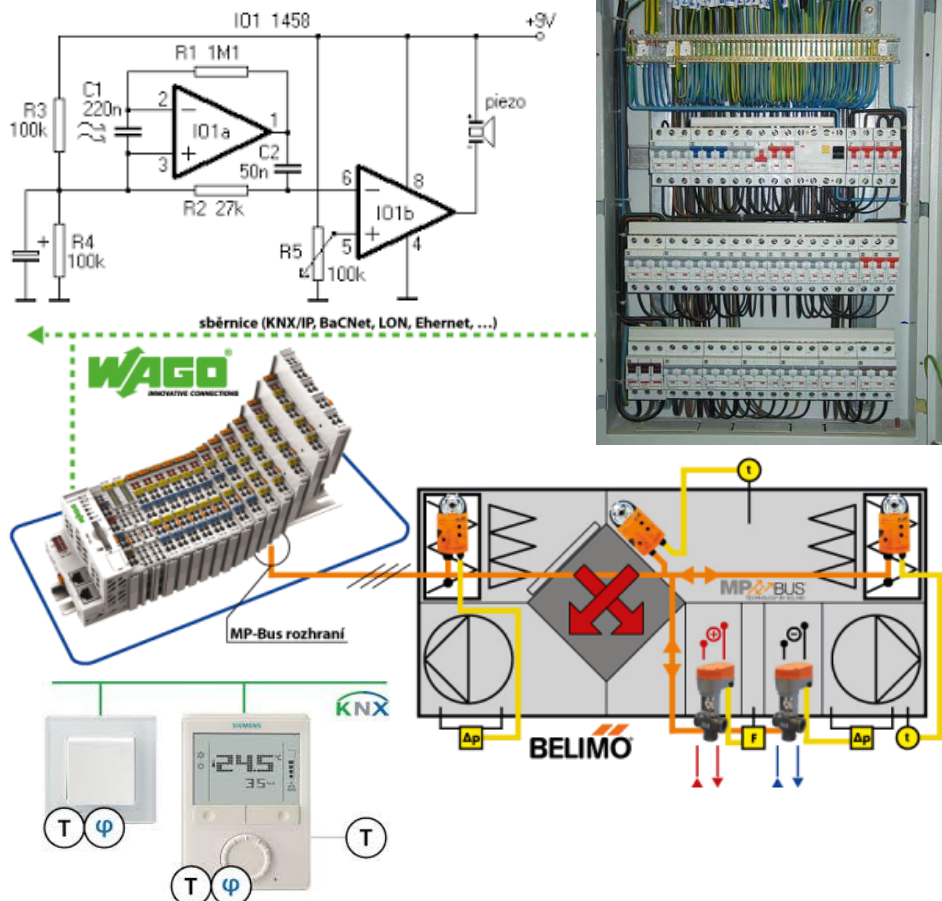 IO1 1458
+9V
R1 1M1
C1
220n
R3
100k
2
1
IO1a
3
C2
50n
piezo
R2 27k
6
8
IO1b
5
4
+
R4
100k
R5
100k
sběrnice (KNX/IP, BaCNet, LON, Ehernet, ...)
WAGO®
INNOVATIVE CONNECTIONS
WAGO
t
MP BUS
MP-Bus rozhraní
KNX
SIEMENS
24.5
Δp
F
Δp
t
BELIMO®
T φ
T
T φ